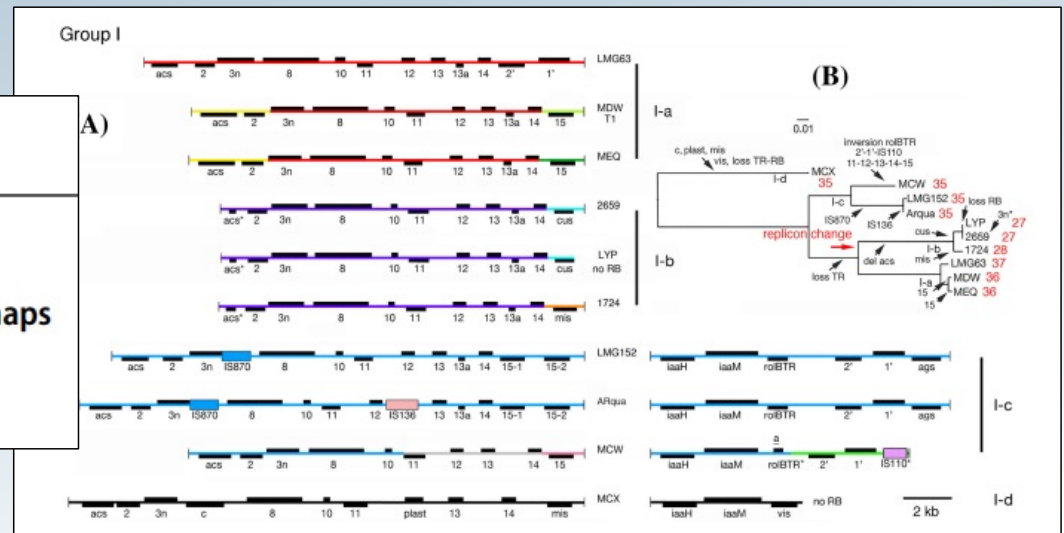 Group I
LMG63
acs 2 3n 8 10 11 12 13 13a 14 2' 1'
A)
MDW
T1
acs 2 3n 8 10 11 12 13 13a 14 15
I-a
MEQ
acs 2 3n 8 10 11 12 13 13a 14 15
2659
acs* 2 3n 8 10 11 12 13 13a 14 cus
LYP
no RB
acs* 2 3n 8 10 11 12 13 13a 14 cus
I-b
1724
acs* 2 3n 8 10 11 12 13 13a 14 mis
LMG152
acs 2 3n IS870 8 10 11 12 13 13a 14 15-1 15-2
iaaH iaaM rolBTR 2' 1' ags
ARqua
acs 2 3n IS870 8 10 11 12 IS136 13 13a 14 15-1 15-2
iaaH iaaM rolBTR 2' 1' ags
I-c
MCW
acs 2 3n 8 10 11 12 13 14 15
a
iaaH iaaM rolBTR* 2' 1' IS110*
MCX
acs 2 3n c 8 10 11 plast 13 14 mis
iaaH iaaM vis
no RB
I-d
2 kb
(B)
0.01
c, plast, mis
vis, loss TR-RB
I-d
MCX
35
inversion rolBTR
2'-1'-IS110
11-12-13-14-15
MCW 35
I-c
LMG152 35
IS870
IS136
Arqua 35
loss RB
replicon change
cus
LYP 27
3n*
2659 27
I-b
1724 28
mis
del acs
loss TR
LMG63 37
I-a
MDW 36
15
MEQ 36
15
naps